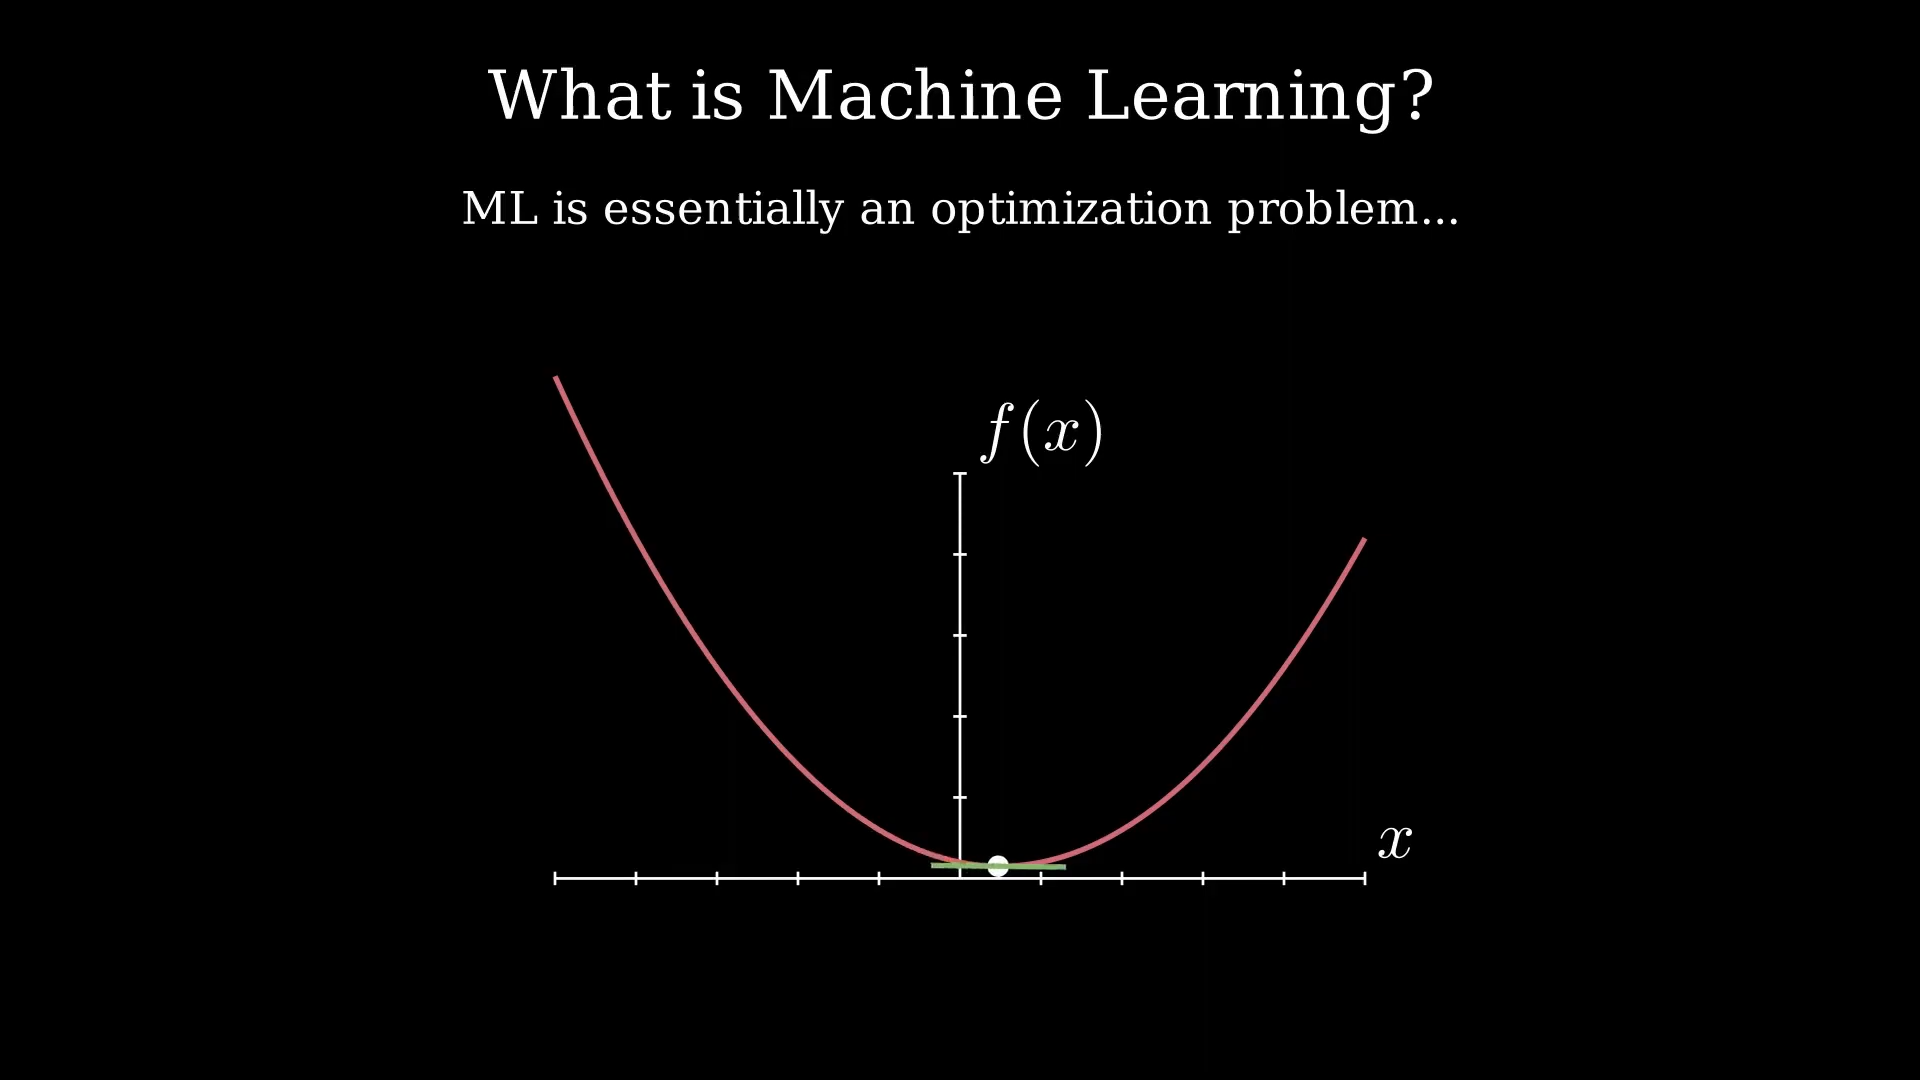 What is Machine Learning?
ML is essentially an optimization problem...
f(x)
x